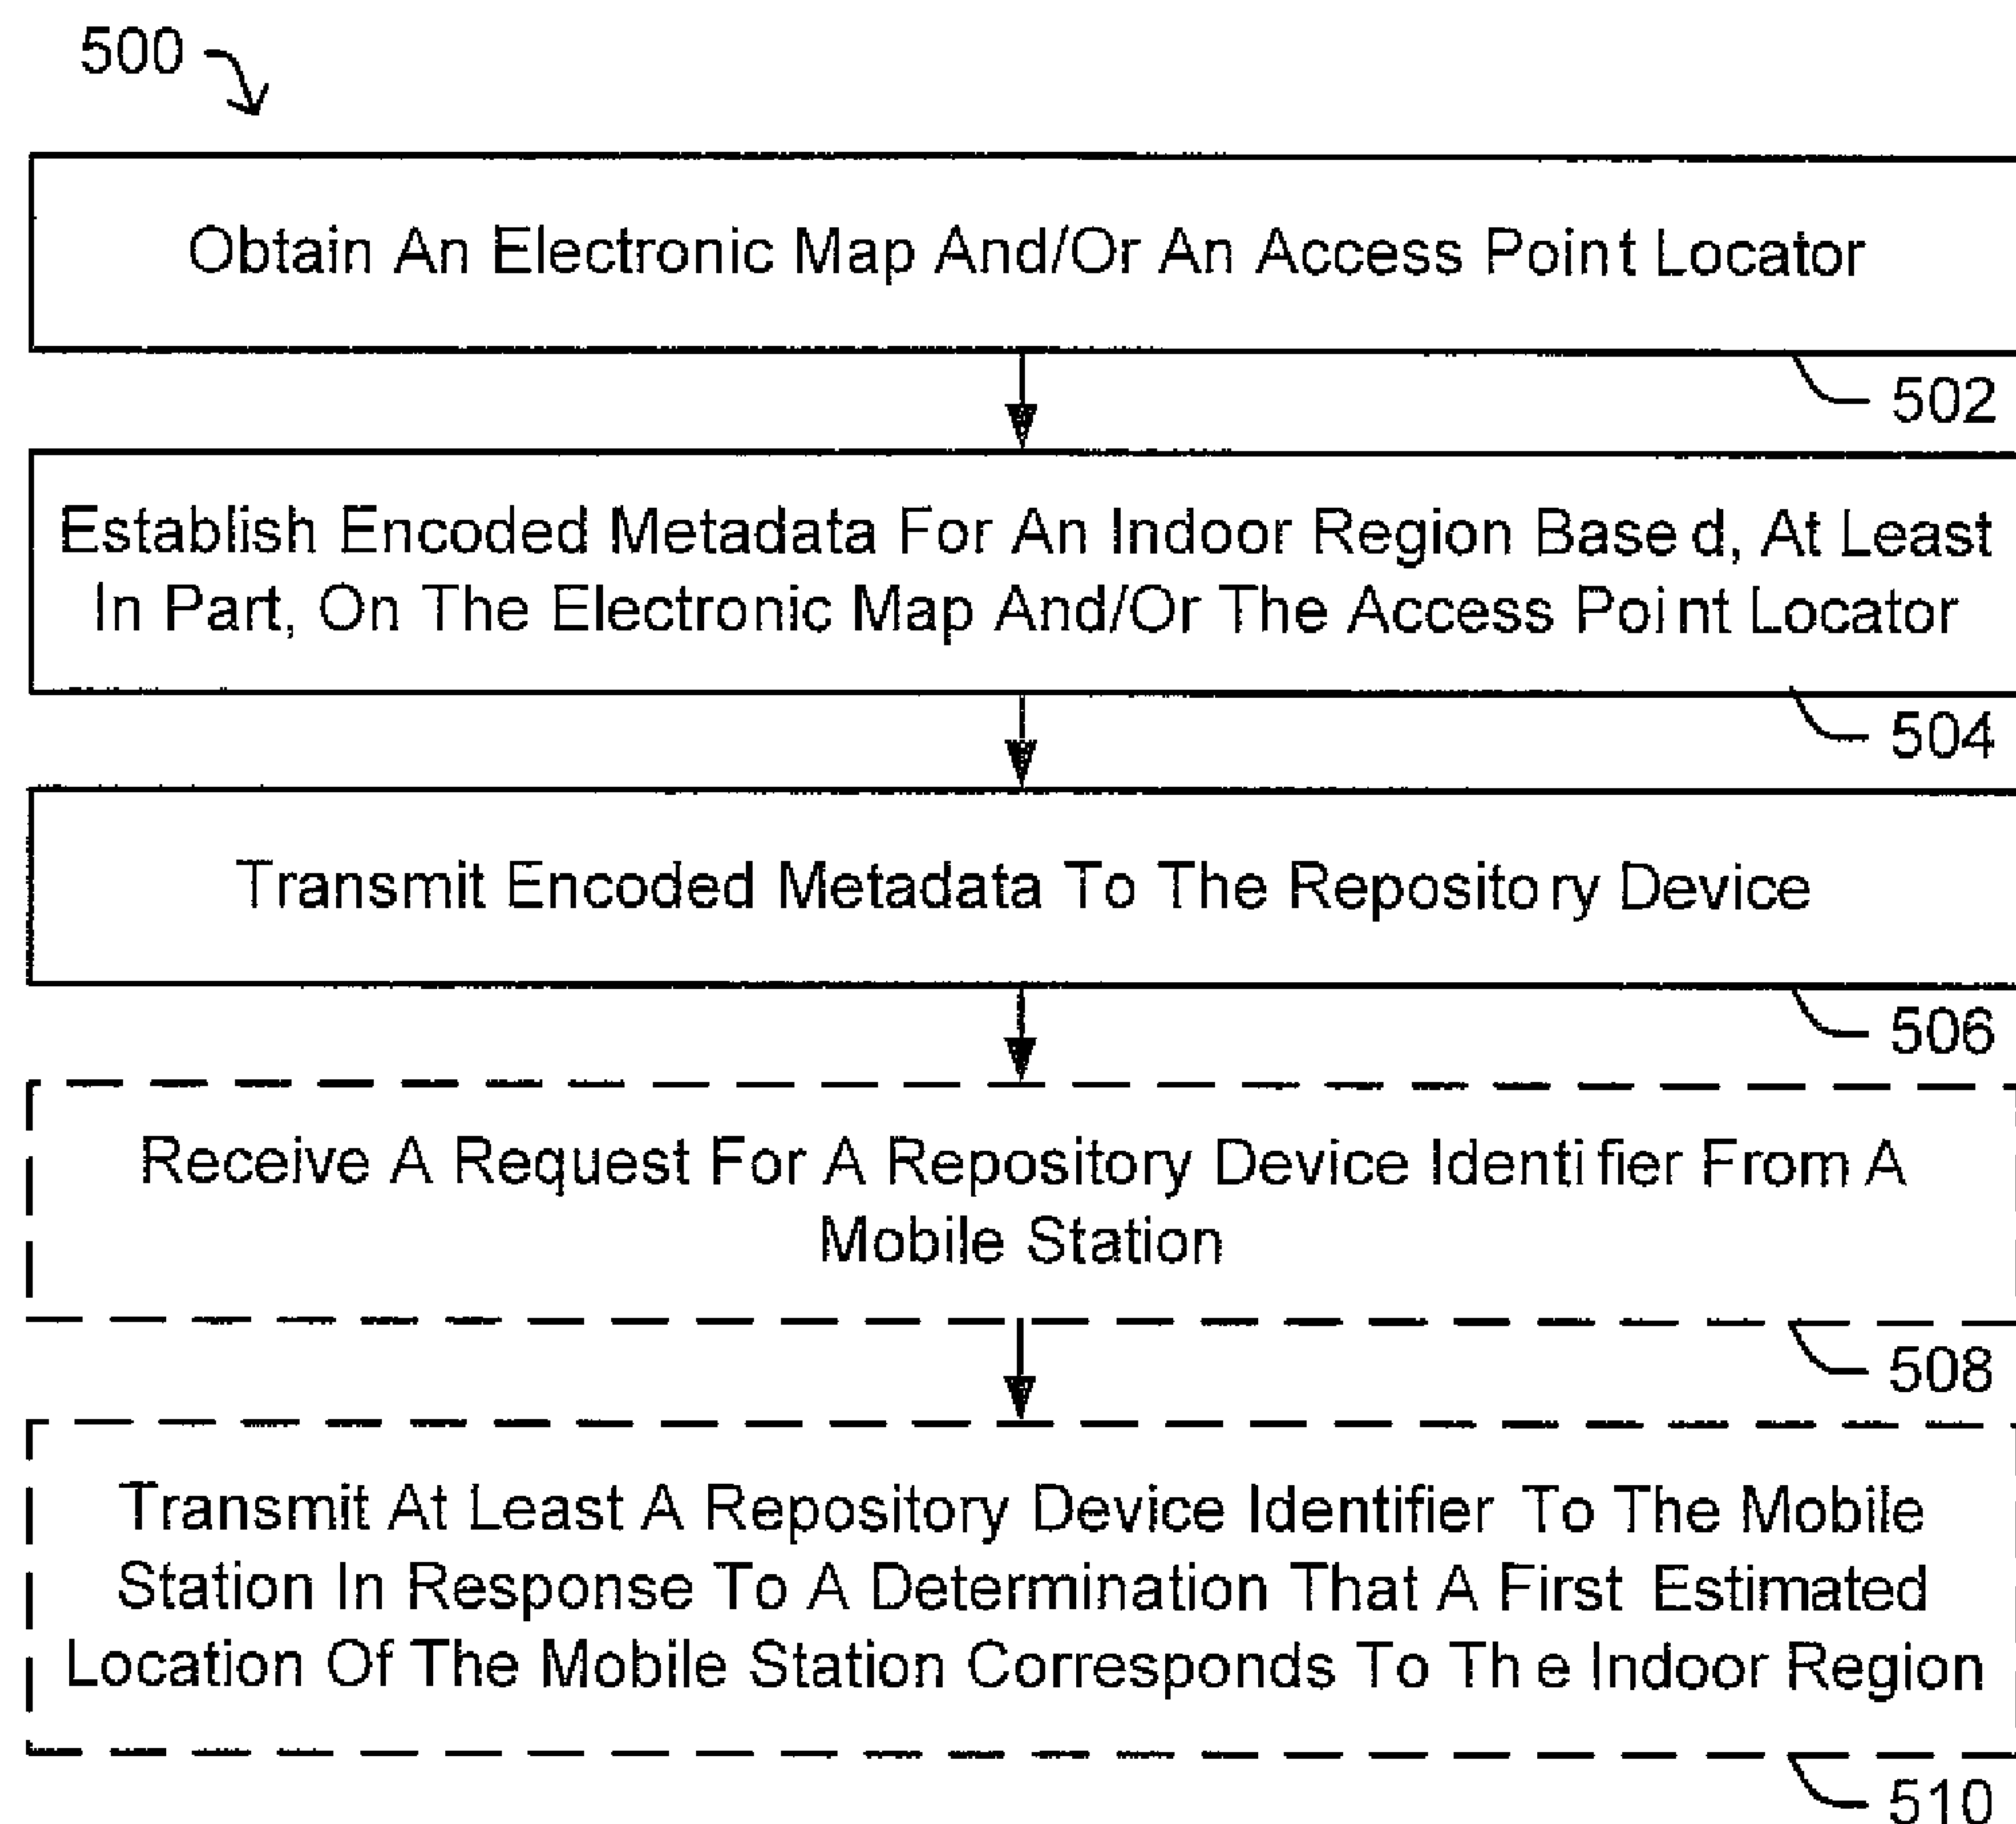 500
Obtain An Electronic Map And/Or An Access Point Locator
502
Establish Encoded Metadata For An Indoor Region Based, At Least
In Part, On The Electronic Map And/Or The Access Point Locator
504
Transmit Encoded Metadata To The Repository Device
506
Receive A Request For A Repository Device Identifier From A
Mobile Station
508
Transmit At Least A Repository Device Identifier To The Mobile
Station In Response To A Determination That A First Estimated
Location Of The Mobile Station Corresponds To The Indoor Region
510